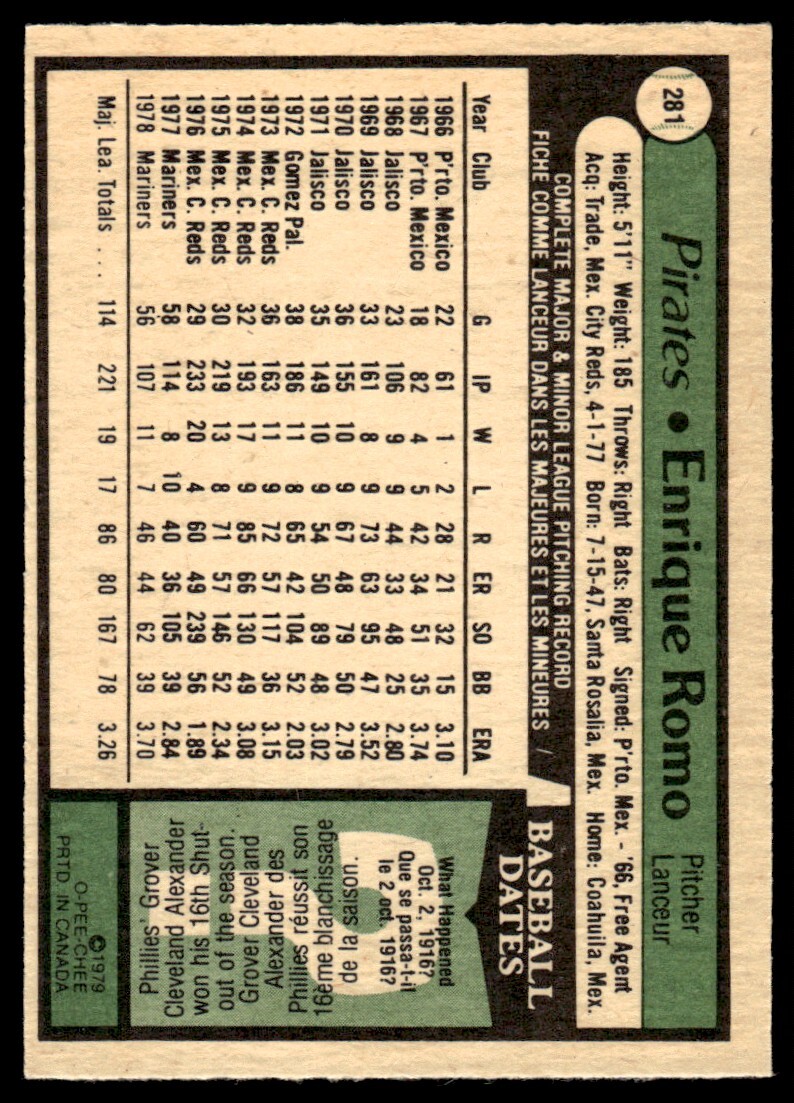 281
Pirates • Enrique Romo
Pitcher
Lanceur
Height: 5'11" Weight: 185 Throws: Right Bats: Right Signed: P'rto. Mex. - '66, Free Agent
Acq: Trade, Mex. City Reds, 4-1-77 Born: 7-15-47, Santa Rosalia, Mex. Home: Coahuila, Mex.
COMPLETE MAJOR & MINOR LEAGUE PITCHING RECORD
FICHE COMME LANCEUR DANS LES MAJEURES ET LES MINEURES
Year Club G IP W L R ER SO BB ERA
1966 P'rto. Mexico 22 61 1 2 28 21 32 15 3.10
1967 P'rto. Mexico 18 82 4 5 42 34 51 35 3.74
1968 Jalisco 23 106 9 9 44 33 48 25 2.80
1969 Jalisco 33 161 8 9 73 63 95 47 3.52
1970 Jalisco 36 155 10 9 67 48 79 50 2.79
1971 Jalisco 35 149 10 9 54 50 89 48 3.02
1972 Gomez Pal. 38 186 11 8 65 42 104 52 2.03
1973 Mex. C. Reds 36 163 11 9 72 57 117 36 3.15
1974 Mex. C. Reds 32 193 17 9 85 66 130 49 3.08
1975 Mex. C. Reds 30 219 13 8 71 57 146 52 2.34
1976 Mex. C. Reds 29 233 20 4 60 49 239 56 1.89
1977 Mariners 58 114 8 10 40 36 105 39 2.84
1978 Mariners 56 107 11 7 46 44 62 39 3.70
Maj. Lea. Totals . . . 114 221 19 17 86 80 167 78 3.26
BASEBALL
DATES
What Happened
Oct. 2, 1916?
Que se passa-t-il
le 2 oct. 1916?
Phillies' Grover
Cleveland Alexander
won his 16th Shut-
out of the season.
Grover Cleveland
Alexander des
Phillies réussit son
16ème blanchissage
de la saison.
©1979
O-PEE-CHEE
PRTD. IN CANADA